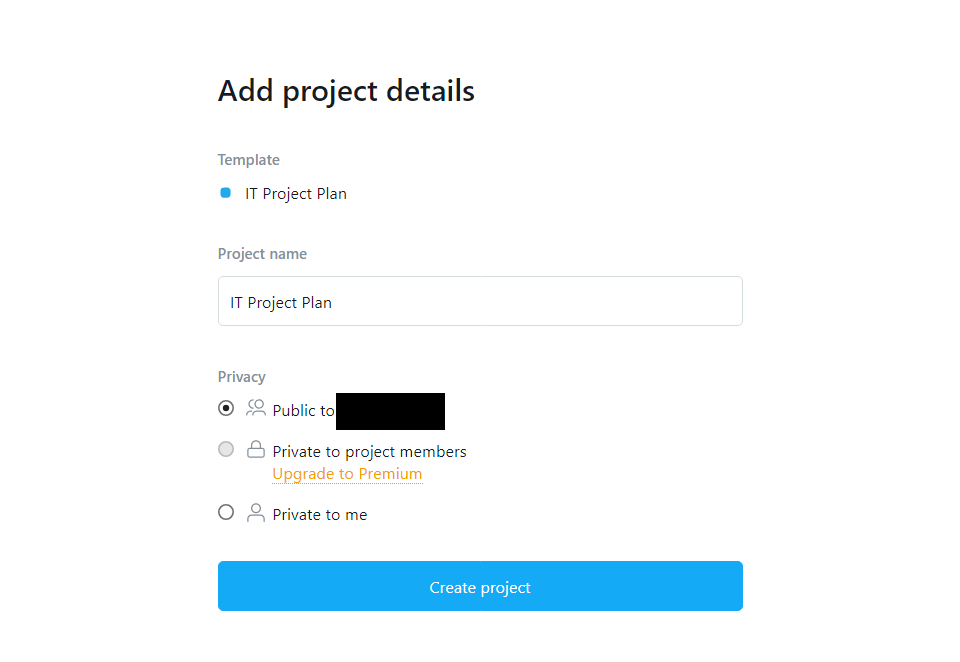 Add project details
Template
IT Project Plan
Project name
IT Project Plan
Privacy
Public to
Private to project members
Upgrade to Premium
Private to me
Create project